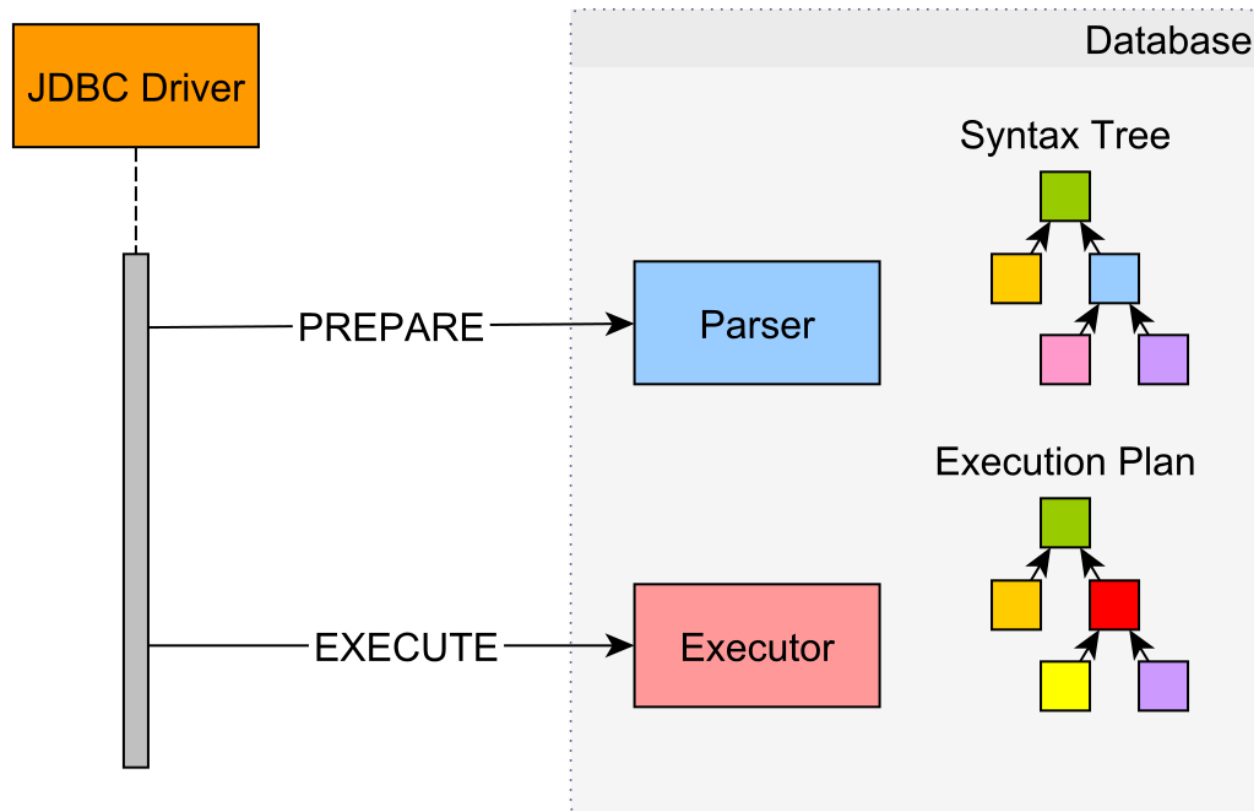 JDBC Driver
Database
Syntax Tree
PREPARE
Parser
Execution Plan
EXECUTE
Executor